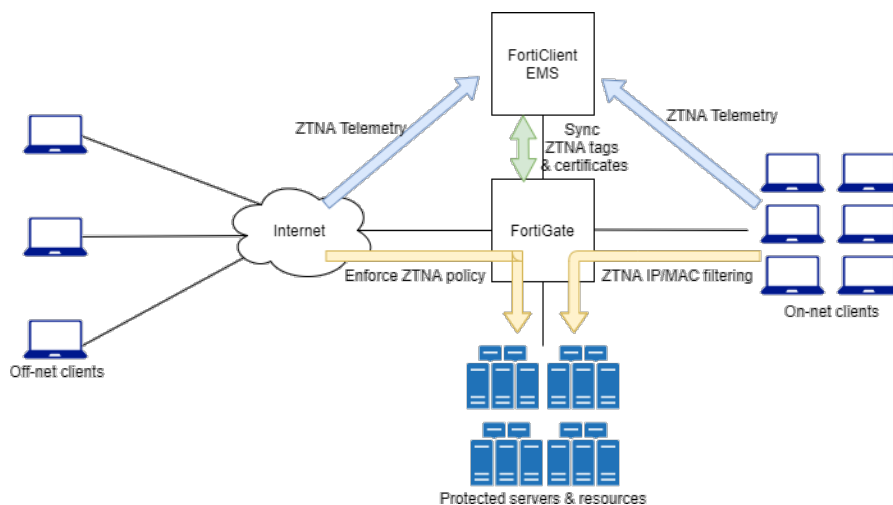 FortiClient
EMS
ZTNA Telemetry
Sync
ZTNA tags
& certificates
ZTNA Telemetry
Internet
FortiGate
Enforce ZTNA policy
ZTNA IP/MAC filtering
On-net clients
Off-net clients
Protected servers & resources